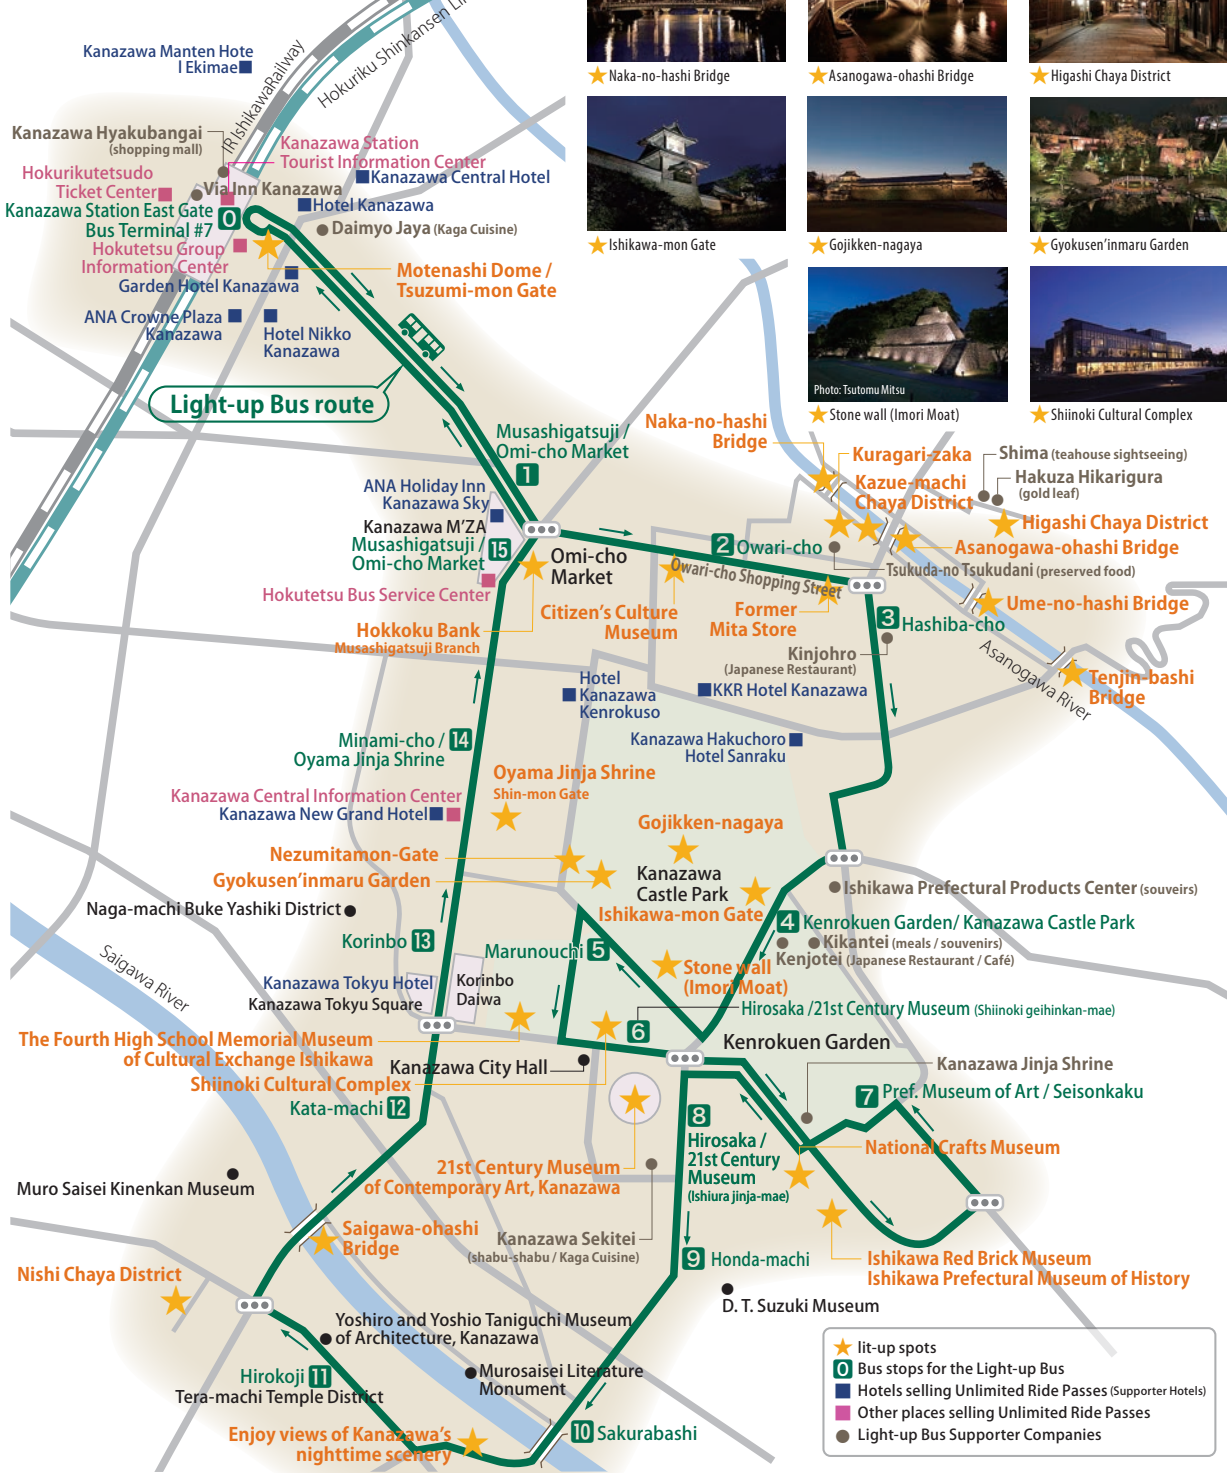 Naka-no-hashi Bridge
Asanogawa-ohashi Bridge
Higashi Chaya District
Ishikawa-mon Gate
Gojikken-nagaya
Gyokusen'inmaru Garden
Photo: Tsutomu Mitsu
Stone wall (Imori Moat)
Shiinoki Cultural Complex
Kanazawa Manten Hote
l Ekimae
IR IshikawaRailway
Hokuriku Shinkansen Li
Kanazawa Hyakubangai
(shopping mall)
Kanazawa Station
Tourist Information Center
Hokurikutetsudo
Ticket Center
Via Inn Kanazawa
Kanazawa Central Hotel
Hotel Kanazawa
Kanazawa Station East Gate
Bus Terminal #7
0
Daimyo Jaya (Kaga Cuisine)
Hokutetsu Group
Information Center
Garden Hotel Kanazawa
Motenashi Dome /
Tsuzumi-mon Gate
ANA Crowne Plaza
Kanazawa
Hotel Nikko
Kanazawa
Light-up Bus route
Musashigatsuji /
Omi-cho Market
1
ANA Holiday Inn
Kanazawa Sky
Kanazawa M'ZA
Musashigatsuji /
Omi-cho Market
15
Omi-cho
Market
Hokutetsu Bus Service Center
Hokkoku Bank
Musashigatsuji Branch
Citizen's Culture
Museum
Former
Mita Store
2 Owari-cho
Owari-cho Shopping Street
Naka-no-hashi
Bridge
Kuragari-zaka
Kazue-machi
Chaya District
Shima (teahouse sightseeing)
Hakuza Hikarigura
(gold leaf)
Higashi Chaya District
Asanogawa-ohashi Bridge
Tsukuda-no Tsukudani (preserved food)
Ume-no-hashi Bridge
3 Hashiba-cho
Kinjohro
(Japanese Restaurant)
Asanogawa River
Tenjin-bashi
Bridge
Hotel
Kanazawa
Kenrokuso
KKR Hotel Kanazawa
Kanazawa Hakuchoro
Hotel Sanraku
Minami-cho /
Oyama Jinja Shrine
14
Oyama Jinja Shrine
Shin-mon Gate
Kanazawa Central Information Center
Kanazawa New Grand Hotel
Gojikken-nagaya
Nezumitamon-Gate
Gyokusen'inmaru Garden
Kanazawa
Castle Park
Ishikawa-mon Gate
Ishikawa Prefectural Products Center (souveirs)
Naga-machi Buke Yashiki District
4 Kenrokuen Garden/ Kanazawa Castle Park
Kikantei (meals / souvenirs)
Kenjotei (Japanese Restaurant / Café)
Korinbo 13
Marunouchi 5
Stone wall
(Imori Moat)
Saigawa River
Kanazawa Tokyu Hotel
Kanazawa Tokyu Square
Korinbo
Daiwa
Hirosaka /21st Century Museum (Shiinoki geihinkan-mae)
6
The Fourth High School Memorial Museum
of Cultural Exchange Ishikawa
Kenrokuen Garden
Kanazawa City Hall
Shiinoki Cultural Complex
Kanazawa Jinja Shrine
7 Pref. Museum of Art / Seisonkaku
Kata-machi 12
8
Hirosaka /
21st Century
Museum
(Ishiura jinja-mae)
National Crafts Museum
21st Century Museum
of Contemporary Art, Kanazawa
Muro Saisei Kinenkan Museum
Saigawa-ohashi
Bridge
Kanazawa Sekitei
(shabu-shabu / Kaga Cuisine)
9 Honda-machi
Ishikawa Red Brick Museum
Ishikawa Prefectural Museum of History
Nishi Chaya District
D. T. Suzuki Museum
Yoshiro and Yoshio Taniguchi Museum
of Architecture, Kanazawa
Hirokoji 11
Tera-machi Temple District
Murosaisei Literature
Monument
Enjoy views of Kanazawa's
nighttime scenery
10 Sakurabashi
lit-up spots
0 Bus stops for the Light-up Bus
Hotels selling Unlimited Ride Passes (Supporter Hotels)
Other places selling Unlimited Ride Passes
Light-up Bus Supporter Companies